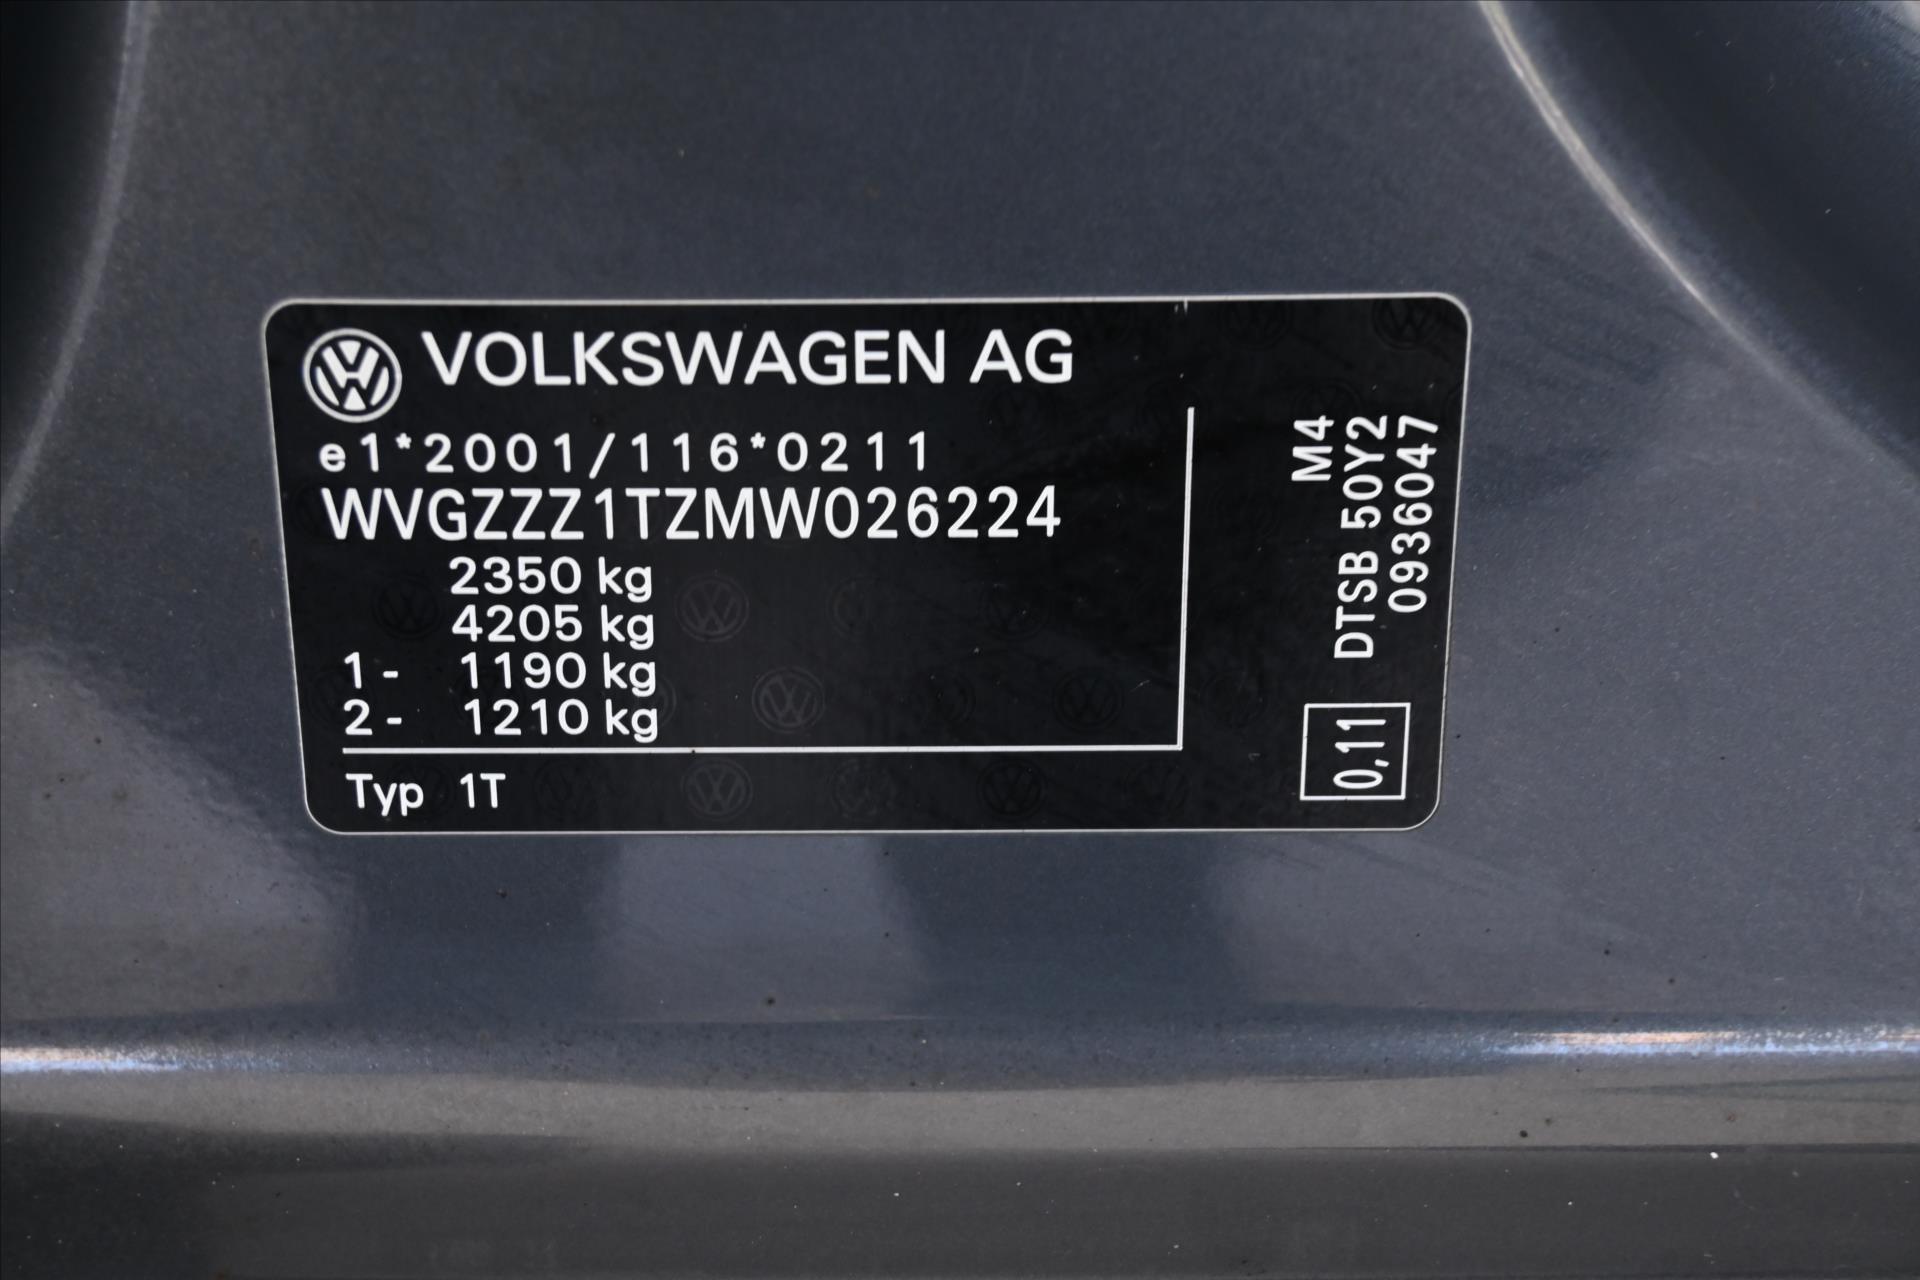 VOLKSWAGEN AG
e1*2001/116*0211
WVGZZZ1TZMW026224
2350 kg
4205 kg
1- 1190 kg
2- 1210 kg
Typ 1T
M4
DTSB 50Y2
0936047
0,11